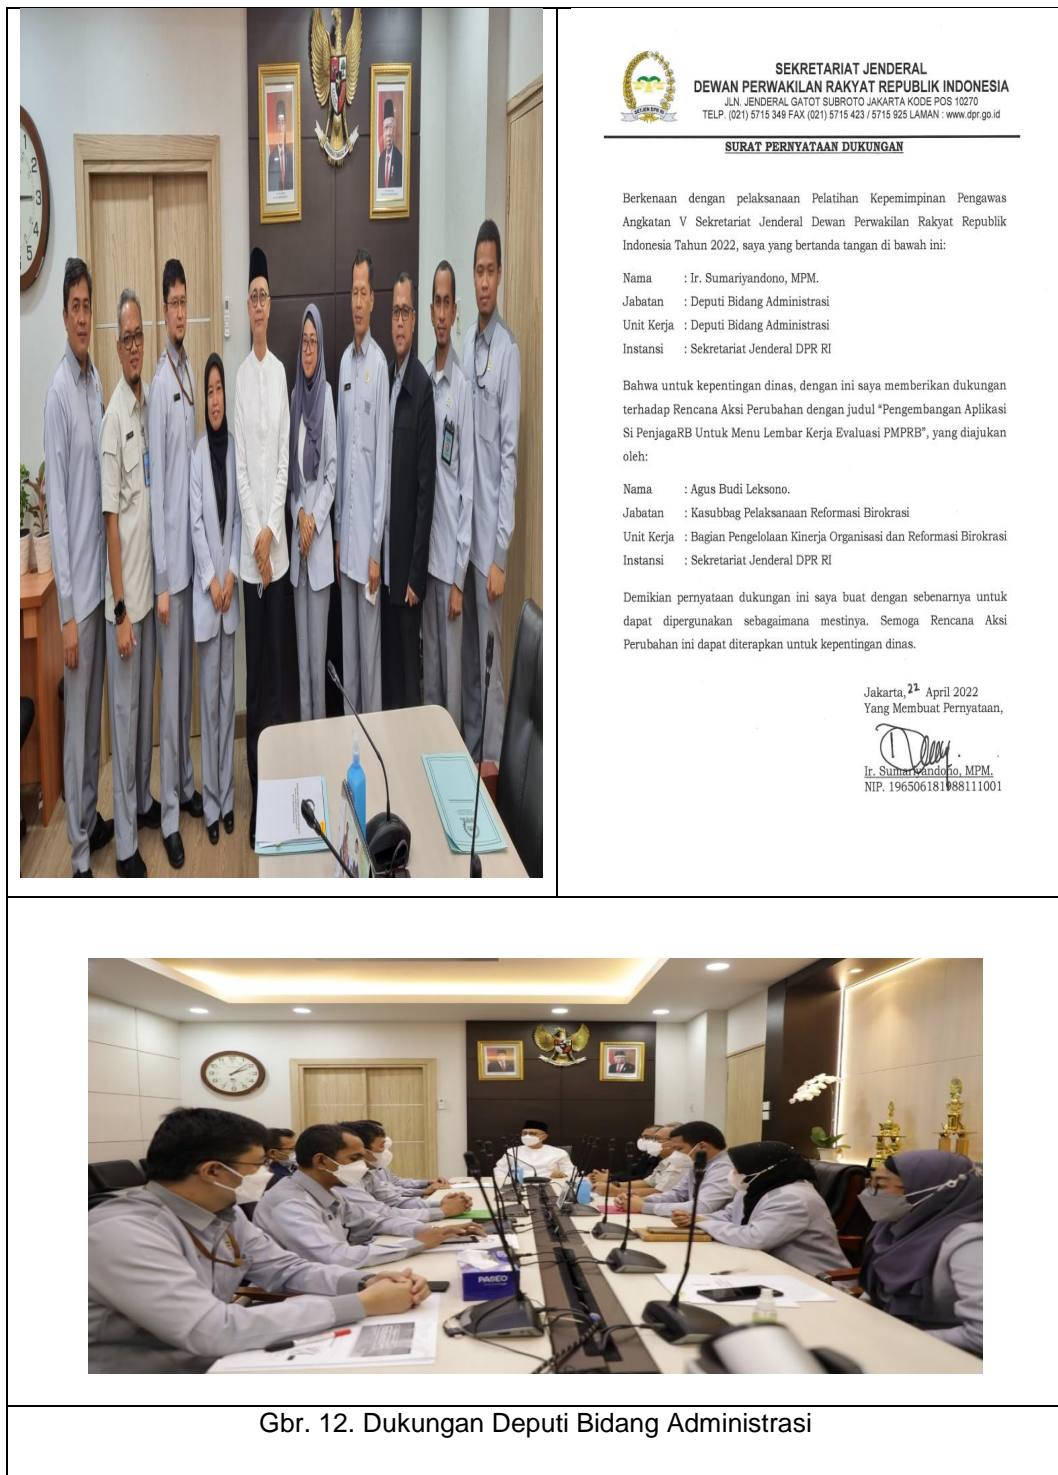 SEKRETARIAT JENDERAL
DEWAN PERWAKILAN RAKYAT REPUBLIK INDONESIA
JLN. JENDERAL GATOT SUBROTO JAKARTA KODE POS 10270
TELP. (021) 5715 349 FAX (021) 5715 423 / 5715 925 LAMAN : www.dpr.go.id
SETJEN DPR RI
SURAT PERNYATAAN DUKUNGAN
Berkenaan dengan pelaksanaan Pelatihan Kepemimpinan Pengawas
Angkatan V Sekretariat Jenderal Dewan Perwakilan Rakyat Republik
Indonesia Tahun 2022, saya yang bertanda tangan di bawah ini:
Nama : Ir. Sumariyandono, MPM.
Jabatan : Deputi Bidang Administrasi
Unit Kerja : Deputi Bidang Administrasi
Instansi : Sekretariat Jenderal DPR RI
Bahwa untuk kepentingan dinas, dengan ini saya memberikan dukungan
terhadap Rencana Aksi Perubahan dengan judul “Pengembangan Aplikasi
Si PenjagaRB Untuk Menu Lembar Kerja Evaluasi PMPRB”, yang diajukan
oleh:
Nama : Agus Budi Leksono.
Jabatan : Kasubbag Pelaksanaan Reformasi Birokrasi
Unit Kerja : Bagian Pengelolaan Kinerja Organisasi dan Reformasi Birokrasi
Instansi : Sekretariat Jenderal DPR RI
Demikian pernyataan dukungan ini saya buat dengan sebenarnya untuk
dapat dipergunakan sebagaimana mestinya. Semoga Rencana Aksi
Perubahan ini dapat diterapkan untuk kepentingan dinas.
Jakarta, 22 April 2022
Yang Membuat Pernyataan,
Ir. Sumariyandono, MPM.
NIP. 196506181988111001
PASEO
Gbr. 12. Dukungan Deputi Bidang Administrasi